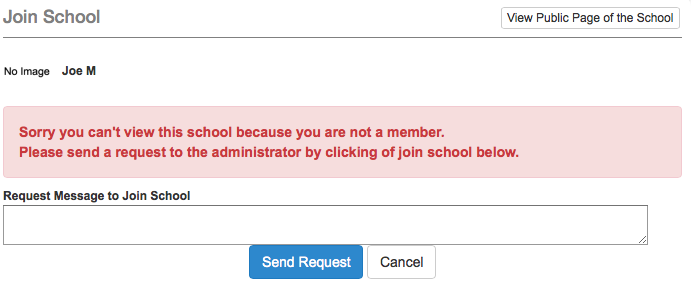 Join School
View Public Page of the School
No Image
Joe M
Sorry you can't view this school because you are not a member.
Please send a request to the administrator by clicking of join school below.
Request Message to Join School
Send Request
Cancel